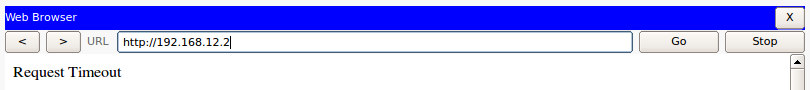 Web Browser X
< > URL http://192.168.12.2 Go Stop
Request Timeout